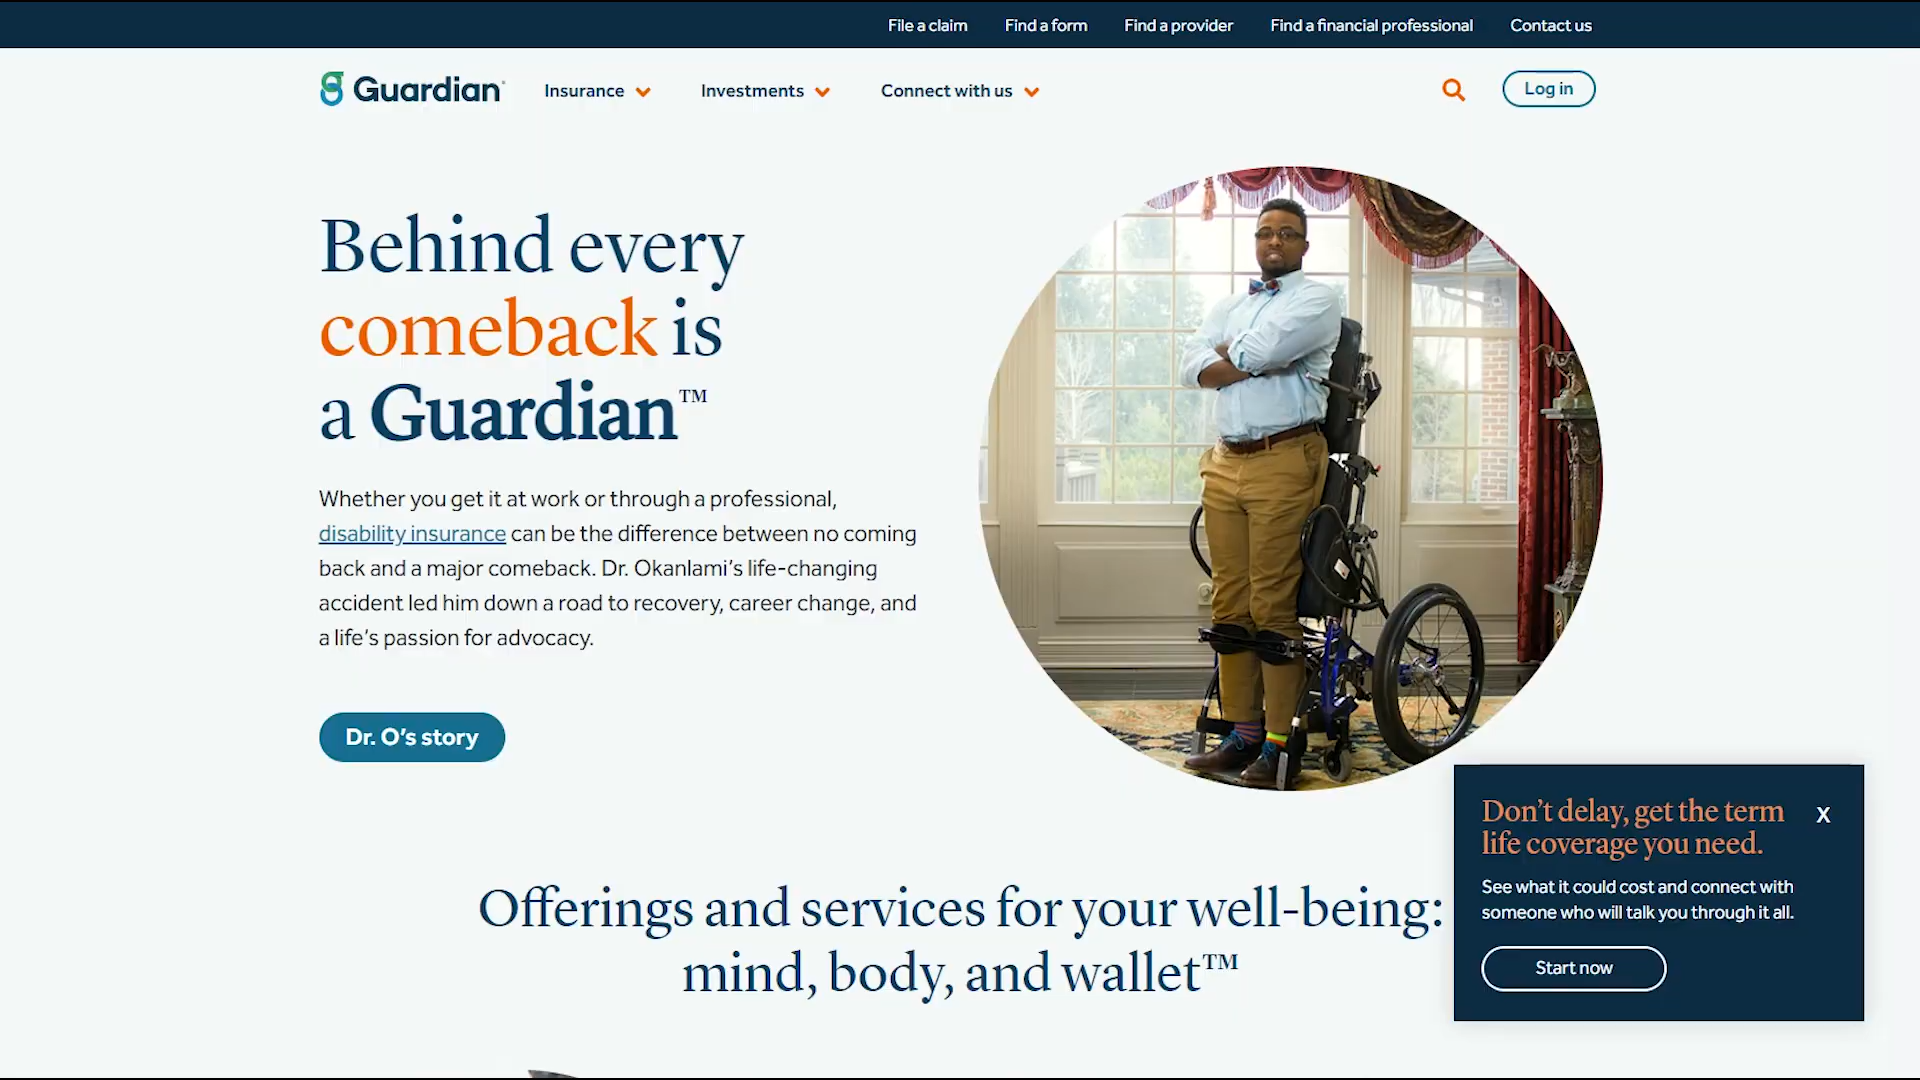 File a claim Find a form Find a provider Find a financial professional Contact us
Guardian Insurance Investments Connect with us Log in
Behind every
comeback is
a Guardian™
Whether you get it at work or through a professional,
disability insurance can be the difference between no coming
back and a major comeback. Dr. Okanlami’s life-changing
accident led him down a road to recovery, career change, and
a life’s passion for advocacy.
Dr. O’s story
Offerings and services for your well-being:
mind, body, and wallet™
Don’t delay, get the term
life coverage you need.
X
See what it could cost and connect with
someone who will talk you through it all.
Start now